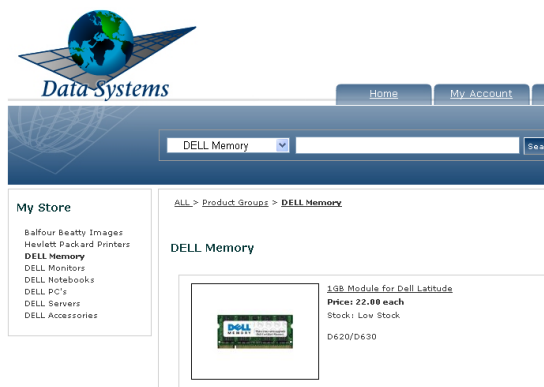 Data Systems
Home
My Account
DELL Memory
Sea
My Store
Balfour Beatty Images
Hewlett Packard Printers
DELL Memory
DELL Monitors
DELL Notebooks
DELL PC's
DELL Servers
DELL Accessories
ALL > Product Groups > DELL Memory
DELL Memory
DELL
MEMORY
1GB Module for Dell Latitude
Price: 22.00 each
Stock: Low Stock
D620/D630